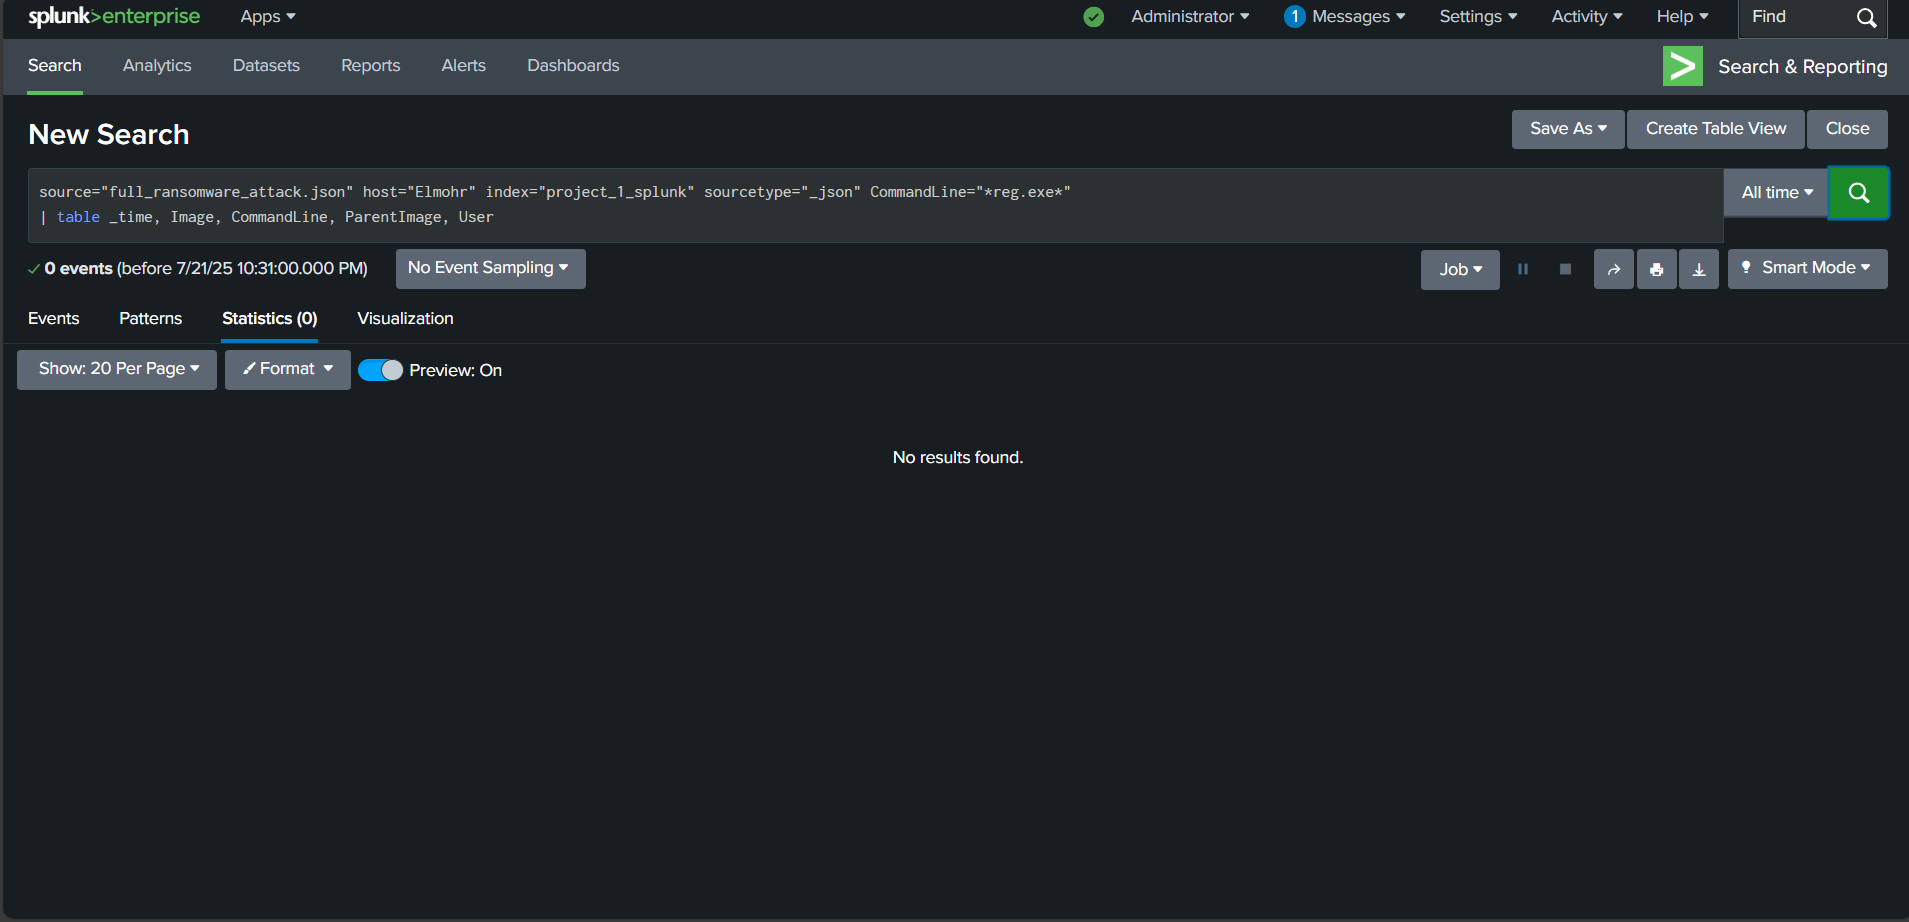 splunk>enterprise Apps Administrator 1 Messages Settings Activity Help Find
Search Analytics Datasets Reports Alerts Dashboards > Search & Reporting
New Search Save As Create Table View Close
source="full_ransomware_attack.json" host="Elmohr" index="project_1_splunk" sourcetype="_json" CommandLine="*reg.exe*" All time
| table _time, Image, CommandLine, ParentImage, User
0 events (before 7/21/25 10:31:00.000 PM) No Event Sampling Job Smart Mode
Events Patterns Statistics (0) Visualization
Show: 20 Per Page Format Preview: On
No results found.